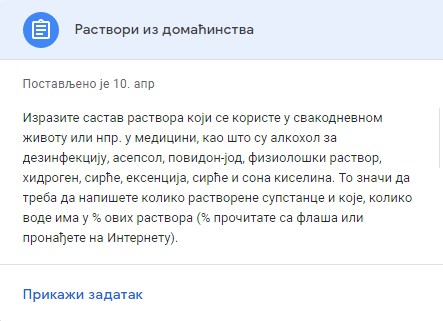 Раствори из домаћинства
Постављено је 10. апр
Изразите састав раствора који се користе у свакодневном
животу или нпр. у медицини, као што су алкохол за
дезинфекцију, асепсол, повидон-јод, физиолошки раствор,
хидроген, сирће, ексенција, сирће и сона киселина. То значи да
треба да напишете колико растворене супстанце и које, колико
воде има у % ових раствора (% прочитате са флаша или
пронађете на Интернету).
Прикажи задатак